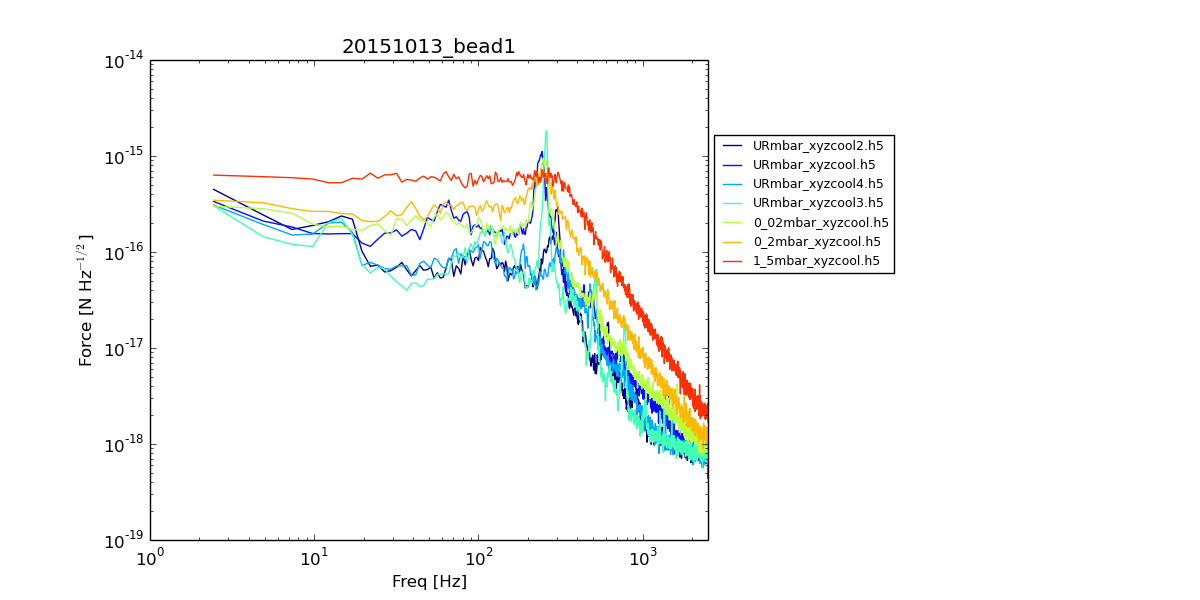 20151013_bead1
10^-14
10^-15
10^-16
10^-17
10^-18
10^-19
Force [N Hz^-1/2 ]
10^0 10^1 10^2 10^3
Freq [Hz]
URmbar_xyzcool2.h5
URmbar_xyzcool.h5
URmbar_xyzcool4.h5
URmbar_xyzcool3.h5
0_02mbar_xyzcool.h5
0_2mbar_xyzcool.h5
1_5mbar_xyzcool.h5